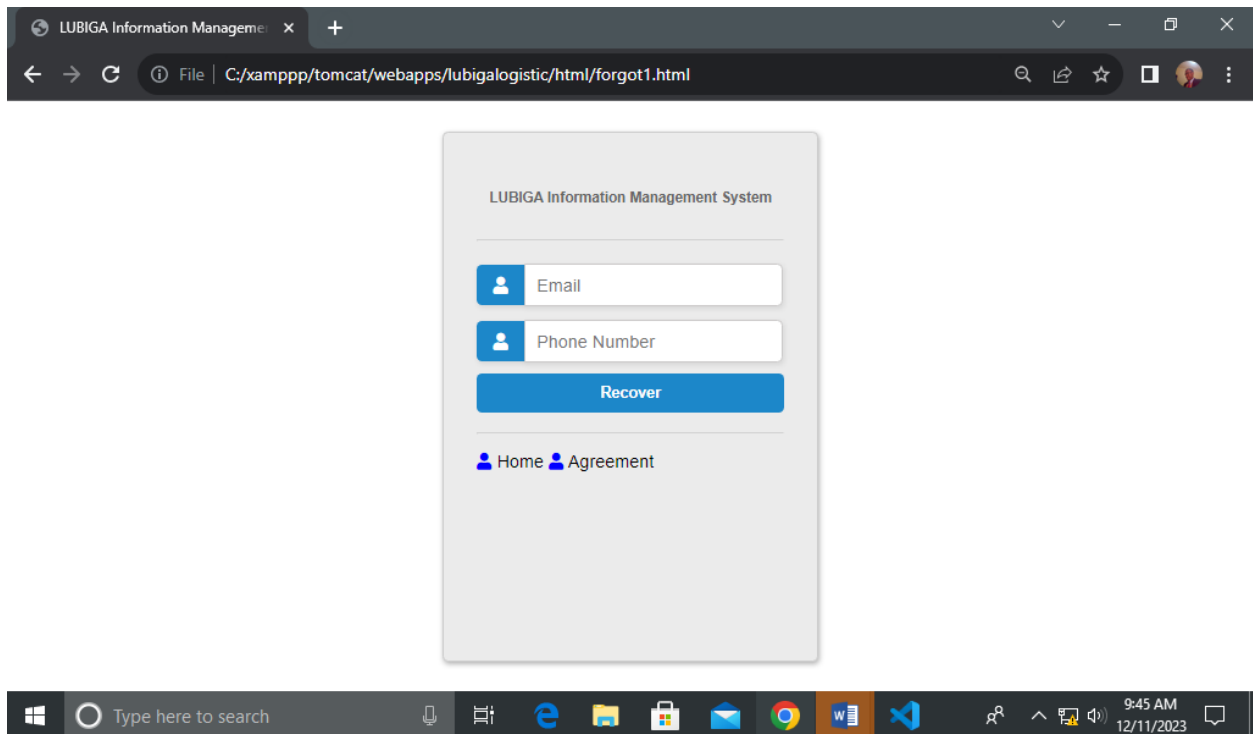 LUBIGA Information Manageme
File C:/xamppp/tomcat/webapps/lubigalogistic/html/forgot1.html
LUBIGA Information Management System
Email
Phone Number
Recover
Home Agreement
Type here to search
9:45 AM
12/11/2023